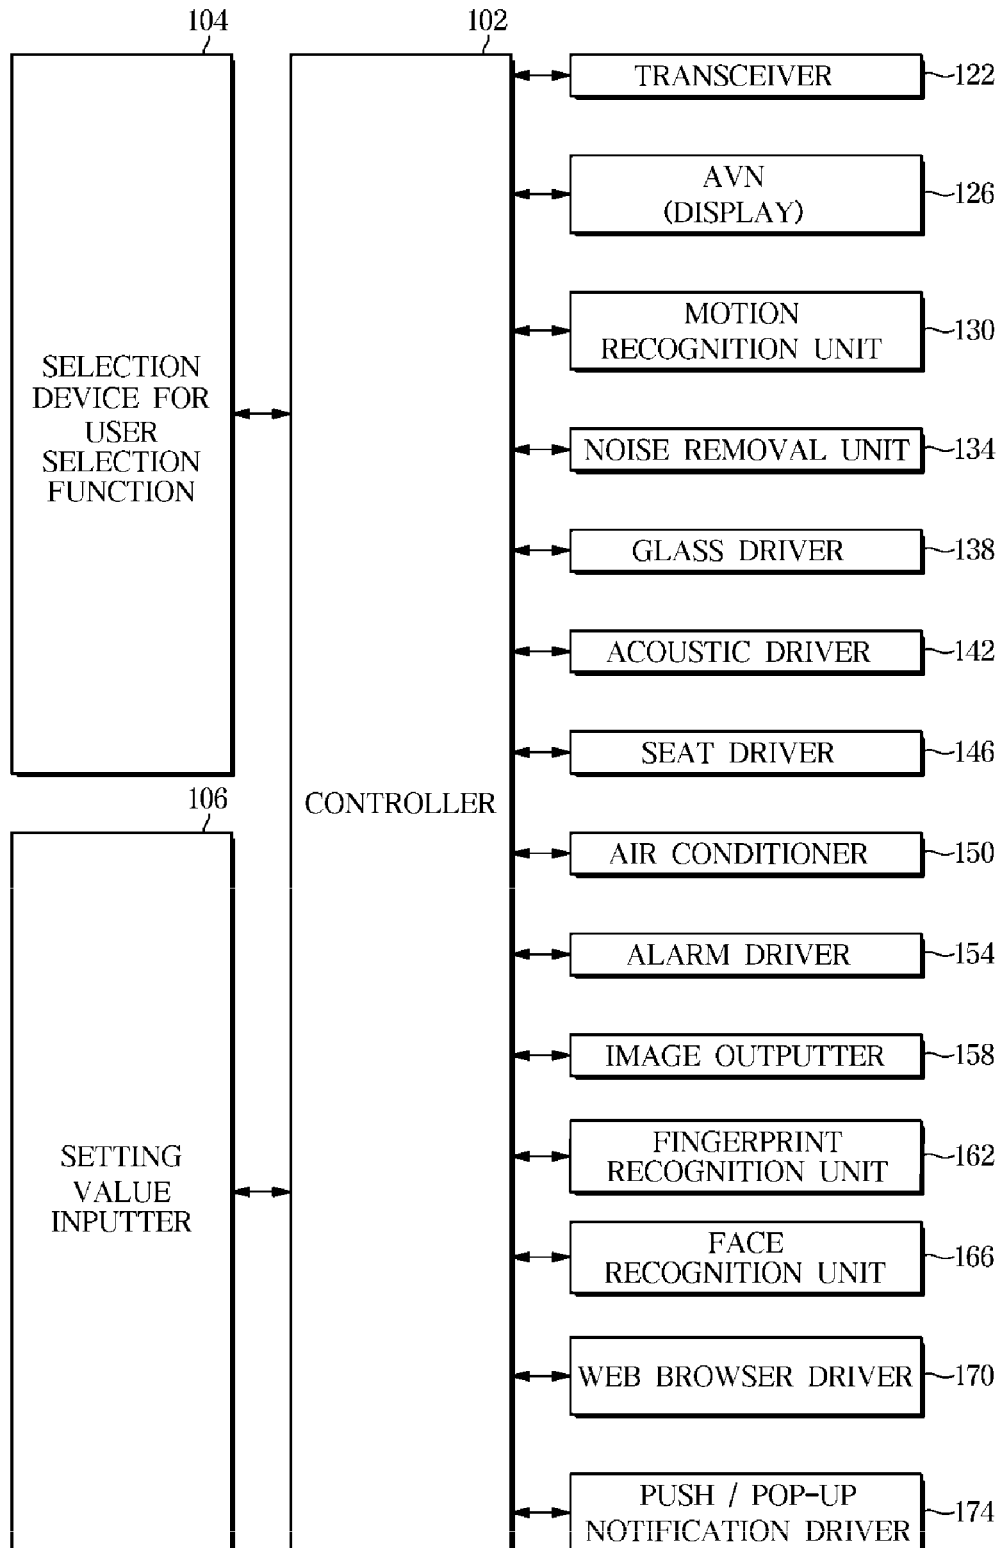 104
102
SELECTION
DEVICE FOR
USER
SELECTION
FUNCTION
106
SETTING
VALUE
INPUTTER
CONTROLLER
TRANSCEIVER
122
AVN
(DISPLAY)
126
MOTION
RECOGNITION UNIT
130
NOISE REMOVAL UNIT
134
GLASS DRIVER
138
ACOUSTIC DRIVER
142
SEAT DRIVER
146
AIR CONDITIONER
150
ALARM DRIVER
154
IMAGE OUTPUTTER
158
FINGERPRINT
RECOGNITION UNIT
162
FACE
RECOGNITION UNIT
166
WEB BROWSER DRIVER
170
PUSH / POP-UP
NOTIFICATION DRIVER
174